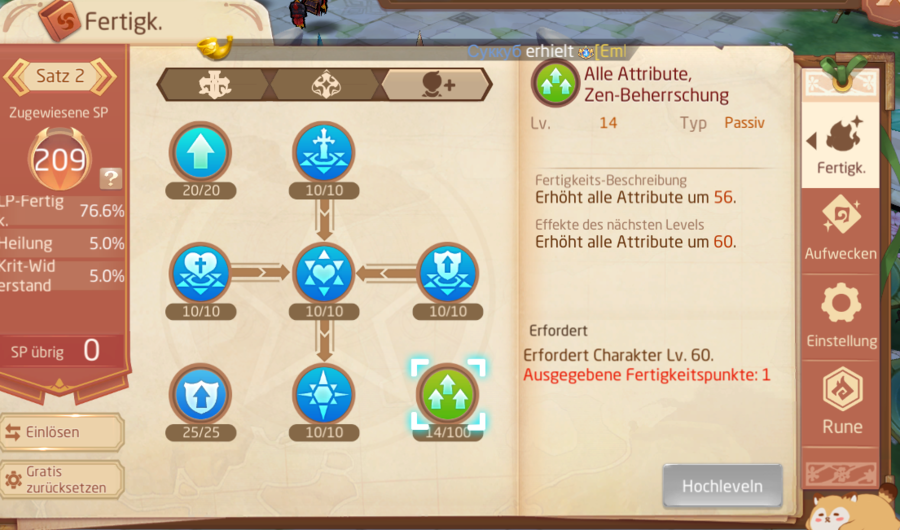 Fertigk.
Cywy6 erhielt [Em
Satz 2
Zugewiesene SP
209
?
LP-Fertig
k.
76.6%
Heilung
5.0%
Krit-Wid
erstand
5.0%
SP übrig 0
Einlösen
Gratis
zurücksetzen
20/20
10/10
10/10
10/10
10/10
25/25
10/10
14/100
Alle Attribute,
Zen-Beherrschung
Lv. 14 Typ Passiv
Fertigkeits-Beschreibung
Erhöht alle Attribute um 56.
Effekte des nächsten Levels
Erhöht alle Attribute um 60.
Erfordert
Erfordert Charakter Lv. 60.
Ausgegebene Fertigkeitspunkte: 1
Hochleveln
Fertigk.
Aufwecken
Einstellung
Rune